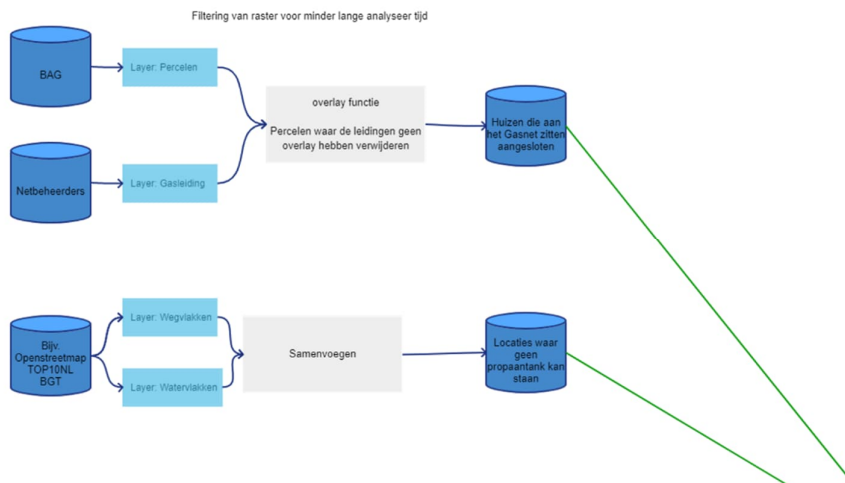 Filtering van raster voor minder lange analyseer tijd
BAG
Layer: Percelen
Netbeheerders
Layer: Gasleiding
overlay functie
Percelen waar de leidingen geen
overlay hebben verwijderen
Huizen die aan
het Gasnet zitten
aangesloten
Bijv.
Openstreetmap
TOP10NL
BGT
Layer: Wegvlakken
Layer: Watervlakken
Samenvoegen
Locaties waar
geen
propaantank kan
staan